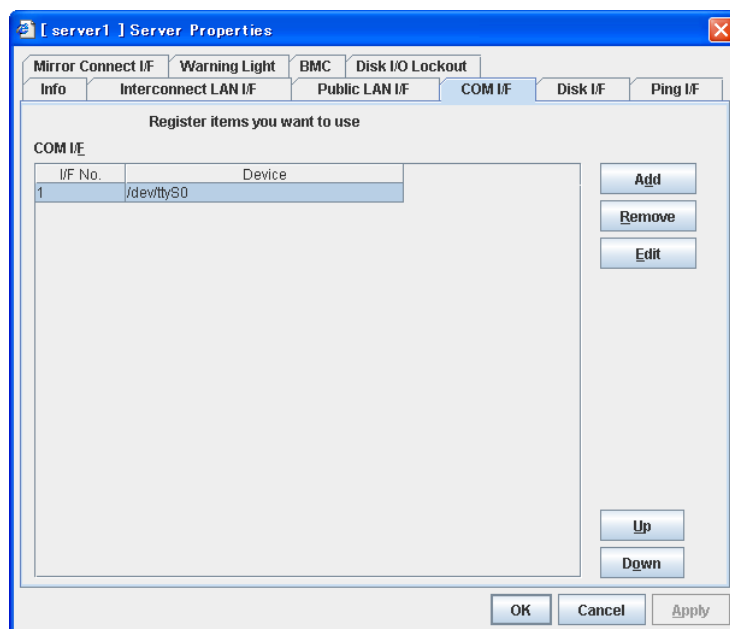 [ server1 ] Server Properties
Mirror Connect I/F Warning Light BMC Disk I/O Lockout
Info Interconnect LAN I/F Public LAN I/F COM I/F Disk I/F Ping I/F
Register items you want to use
COM I/F
I/F No. Device
1 /dev/ttyS0
Add
Remove
Edit
Up
Down
OK Cancel Apply